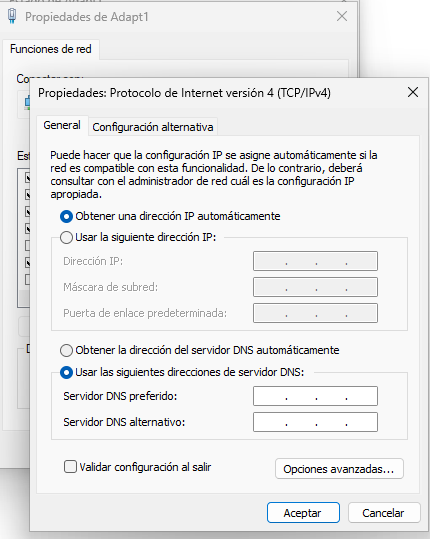 Propiedades de Adapt1
Funciones de red
Propiedades: Protocolo de Internet versión 4 (TCP/IPv4)
General
Configuración alternativa
Puede hacer que la configuración IP se asigne automáticamente si la
red es compatible con esta funcionalidad. De lo contrario, deberá
consultar con el administrador de red cuál es la configuración IP
apropiada.
Obtener una dirección IP automáticamente
Usar la siguiente dirección IP:
Dirección IP:
Máscara de subred:
Puerta de enlace predeterminada:
Obtener la dirección del servidor DNS automáticamente
Usar las siguientes direcciones de servidor DNS:
Servidor DNS preferido:
Servidor DNS alternativo:
Validar configuración al salir
Opciones avanzadas...
Aceptar
Cancelar